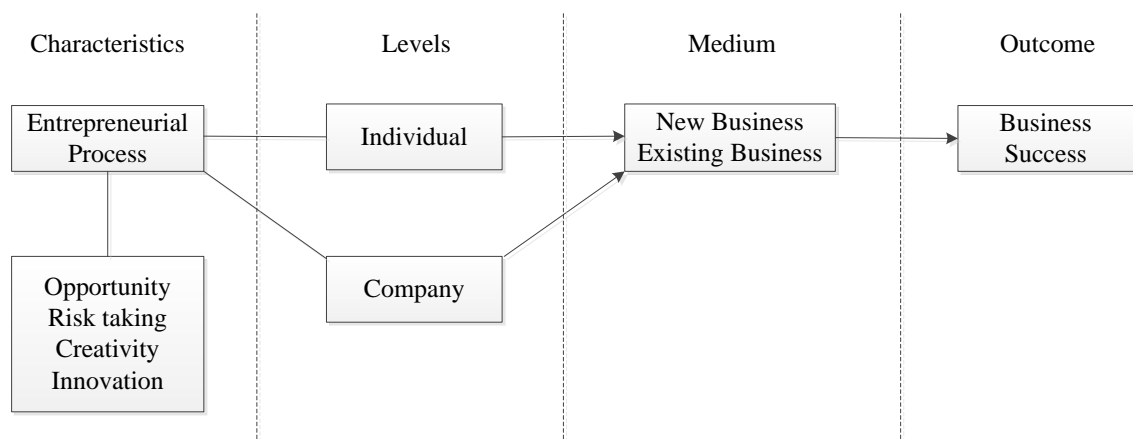 Characteristics
Levels
Medium
Outcome
Entrepreneurial
Process
Individual
New Business
Existing Business
Business
Success
Opportunity
Risk taking
Creativity
Innovation
Company